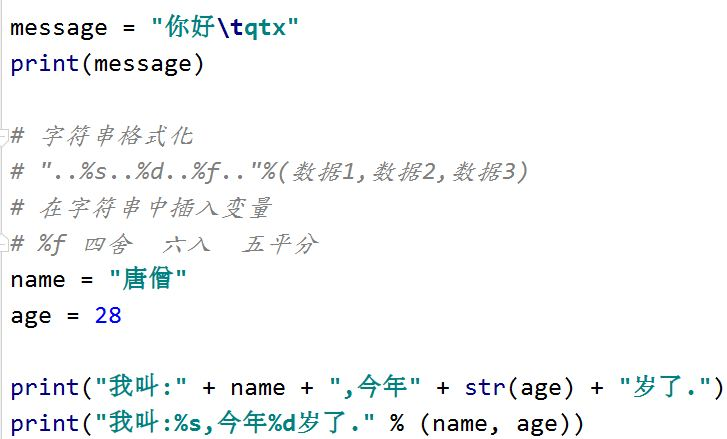 message = "你好\tqtx"
print(message)
# 字符串格式化
# "..%s..%d..%f.."%(数据1,数据2,数据3)
# 在字符串中插入变量
# %f 四舍  六入  五平分
name = "唐僧"
age = 28
print("我叫:" + name + ",今年" + str(age) + "岁了.")
print("我叫:%s,今年%d岁了." % (name, age))